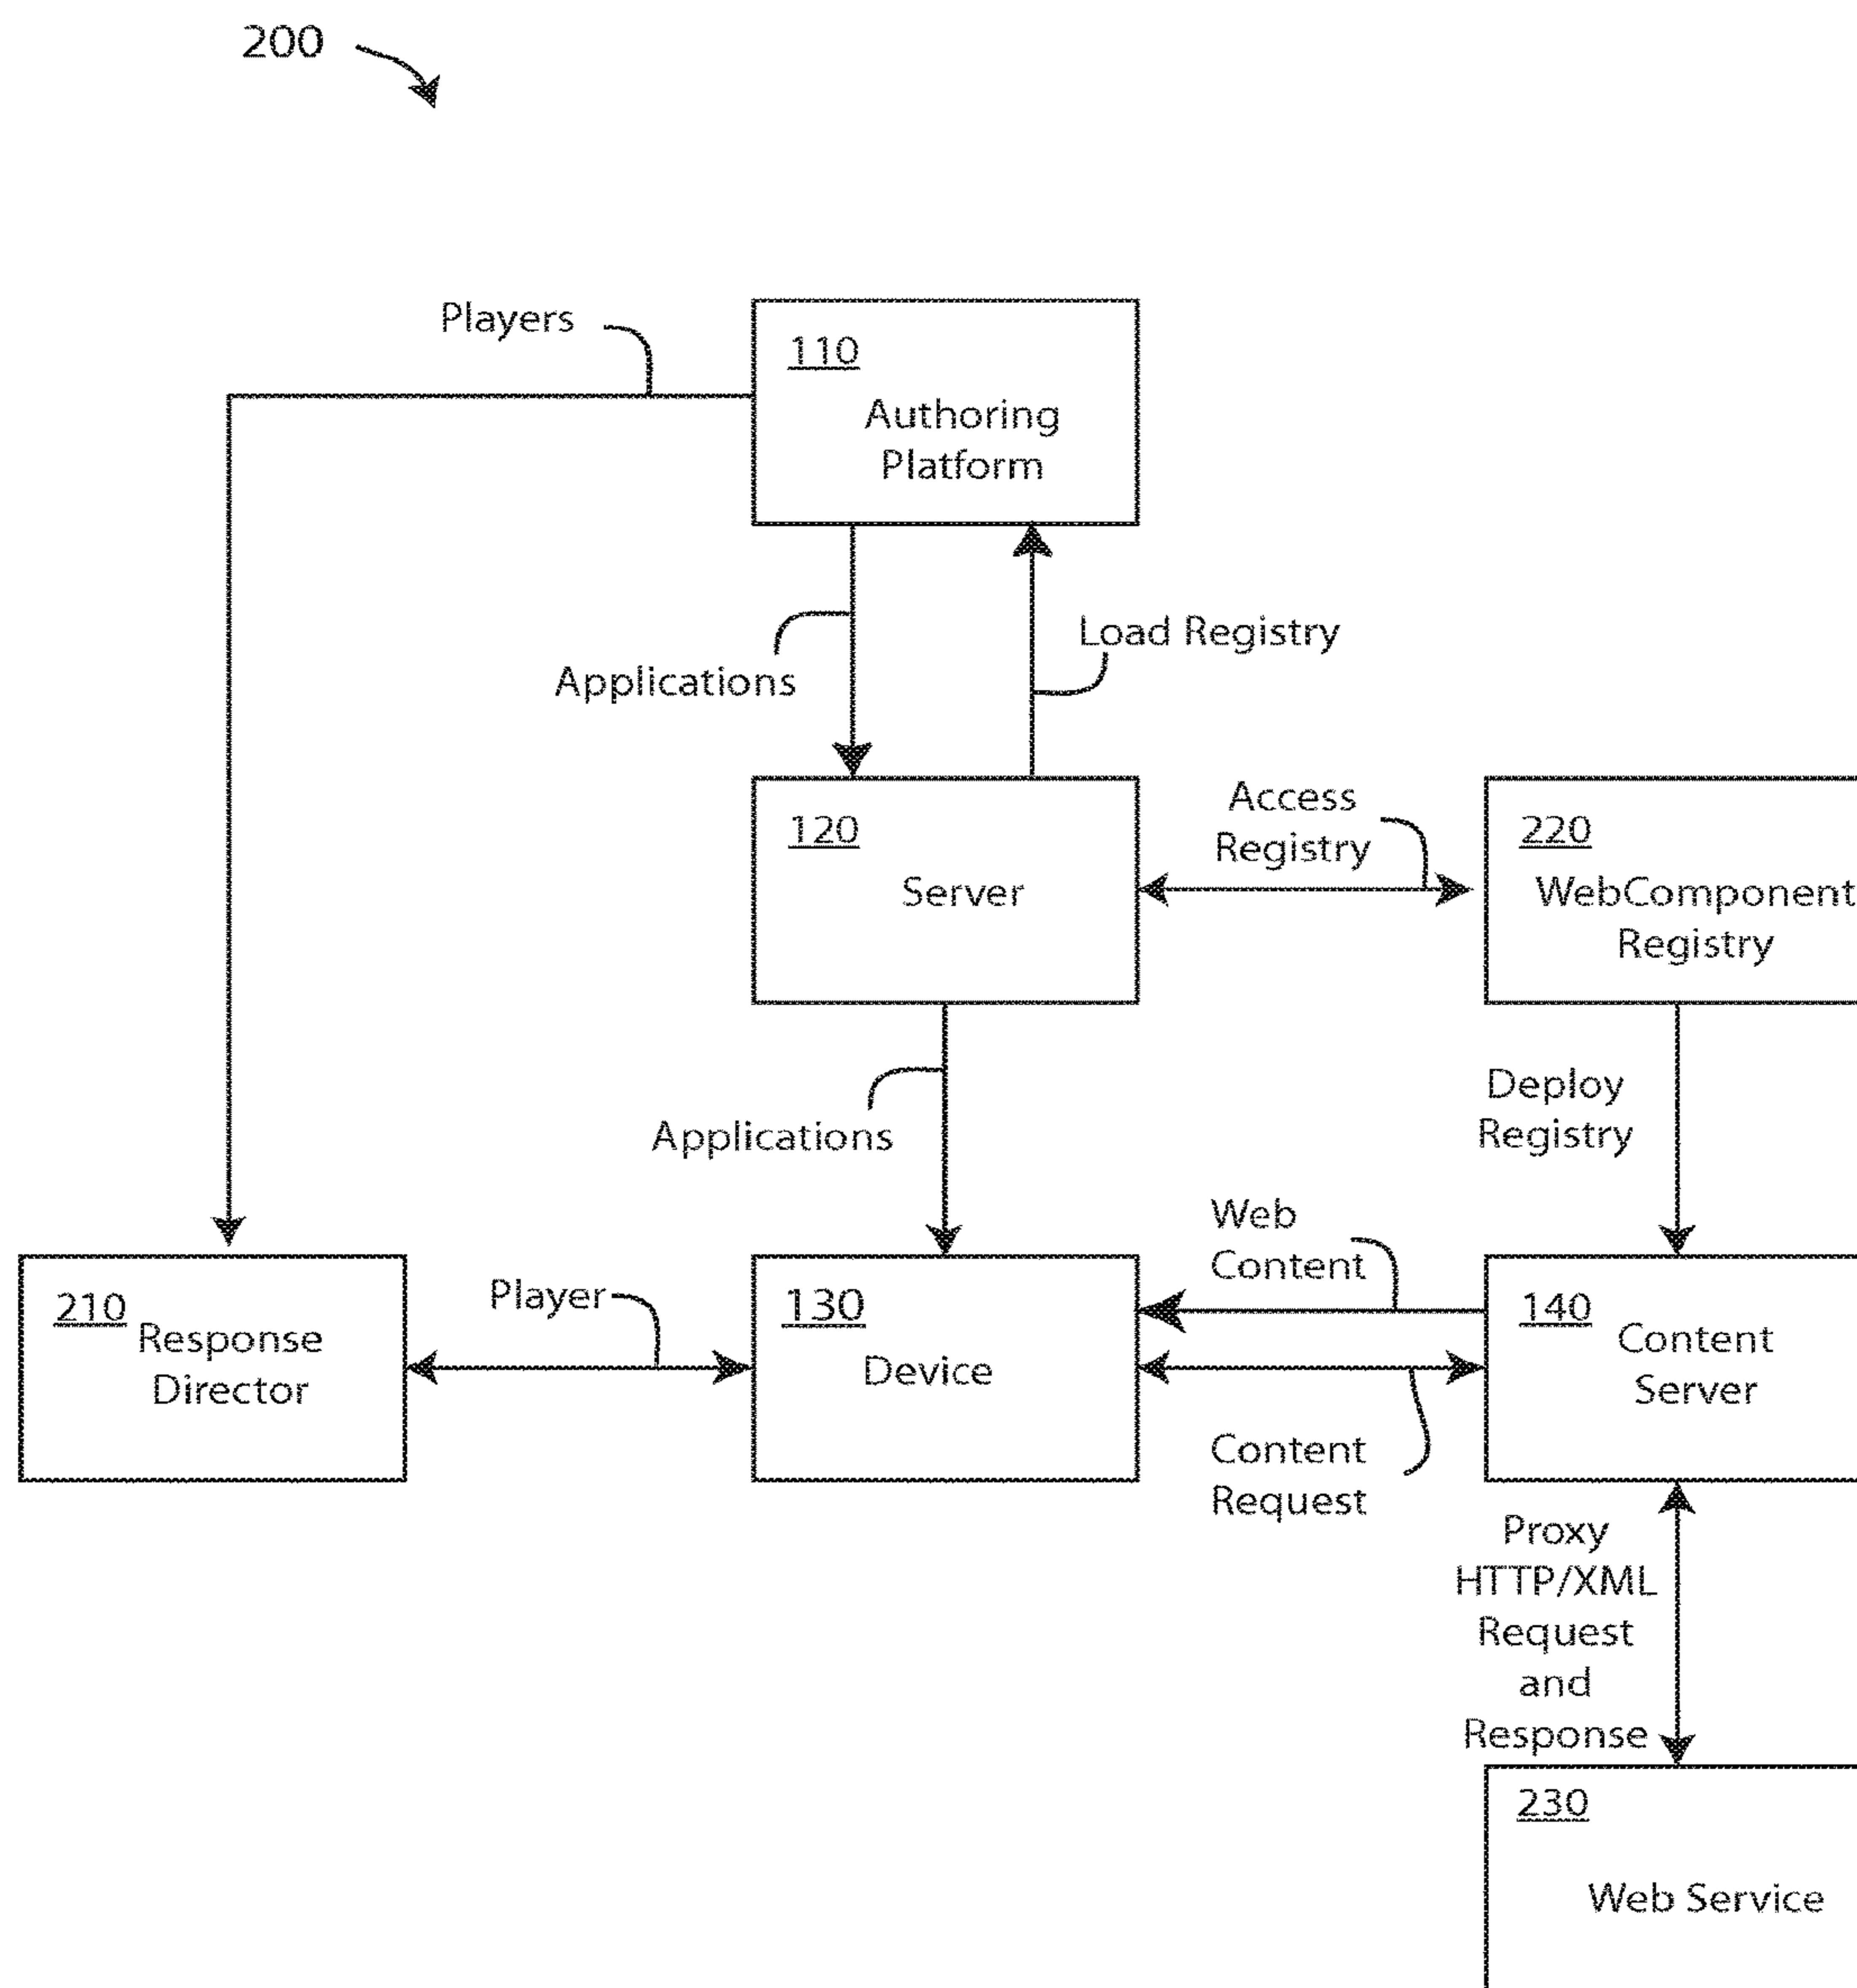 200
Players
110
Authoring
Platform
Applications
Load Registry
120
Server
Access
Registry
220
WebComponent
Registry
Applications
Deploy
Registry
210
Response
Director
Player
130
Device
Web
Content
Content
Request
140
Content
Server
Proxy
HTTP/XML
Request
and
Response
230
Web Service